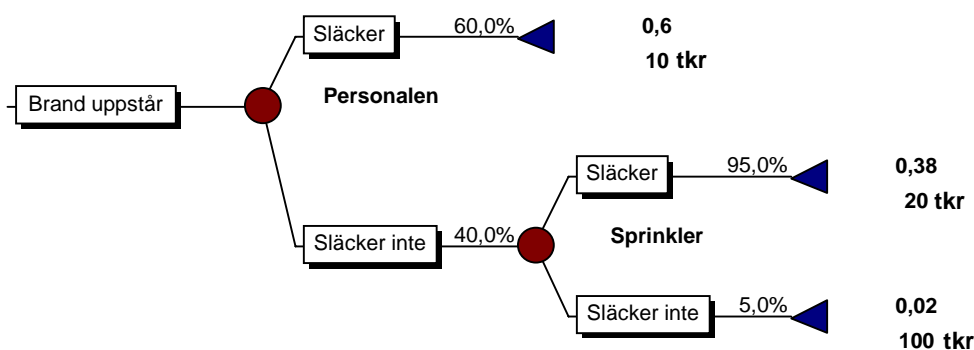 Släcker
60,0%
0,6
10 tkr
Personalen
Brand uppstår
Släcker
95,0%
0,38
20 tkr
Sprinkler
Släcker inte
40,0%
Släcker inte
5,0%
0,02
100 tkr